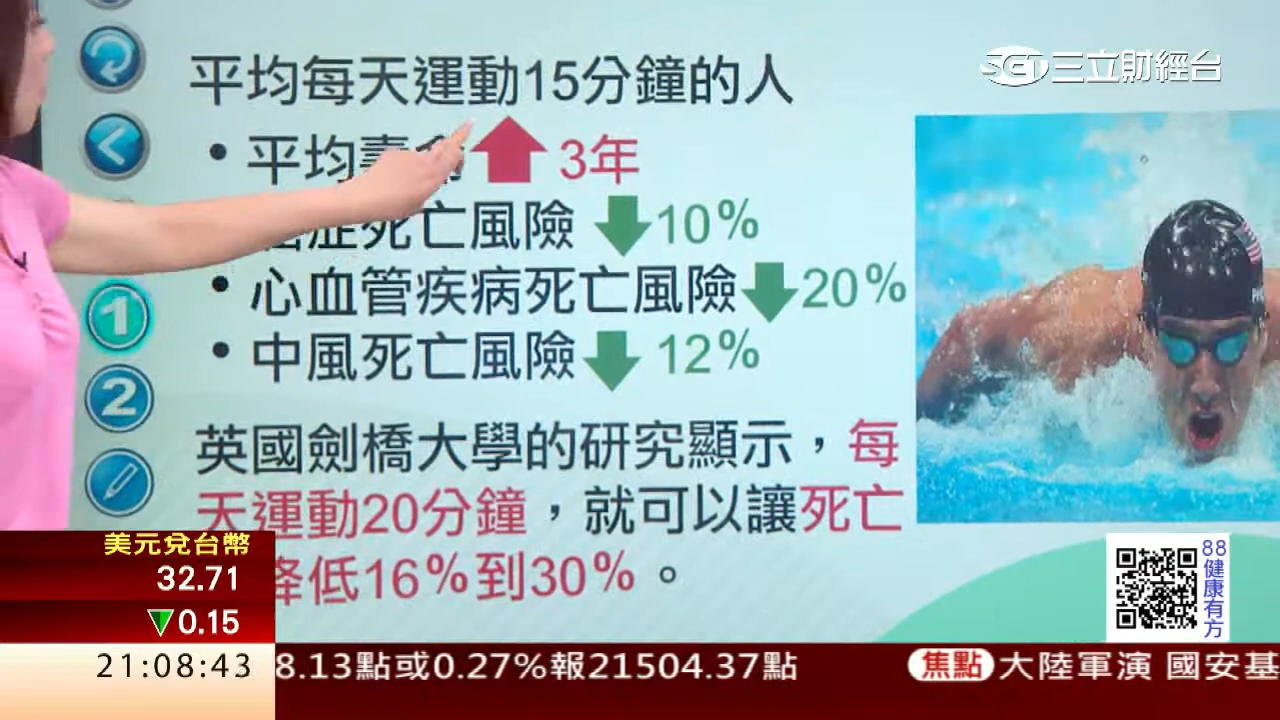 平均每天運動15分鐘的人
三立財經台
• 平均壽命 3年
死亡風險 10%
• 心血管疾病死亡風險 20%
• 中風死亡風險 12%
1
2
英國劍橋大學的研究顯示，每
天運動20分鐘，就可以讓死亡
降低16%到30%。
88健康有方
美元兌台幣
32.71
▼0.15
21:08:43
8.13點或0.27%報21504.37點
焦點 大陸軍演 國安基